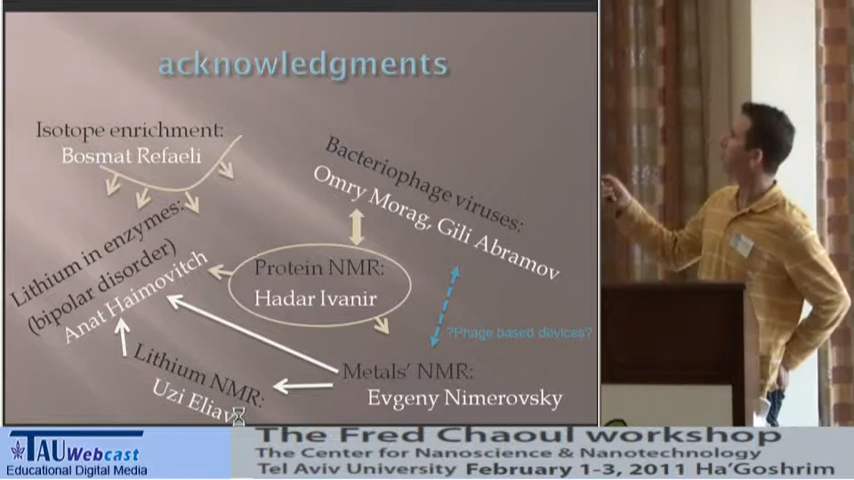 acknowledgments
Isotope enrichment:
Bosmat Refaeli
Bacteriophage viruses:
Omry Morag, Gili Abramov
Lithium in enzymes:
(bipolar disorder)
Anat Haimovitch
Protein NMR:
Hadar Ivanir
?Phage based devices?
Lithium NMR:
Uzi Eliav
Metals' NMR:
Evgeny Nimerovsky
TAU Webcast
Educational Digital Media
The Fred Chaoul workshop
The Center for Nanoscience & Nanotechnology
Tel Aviv University February 1-3, 2011 Ha'Goshrim